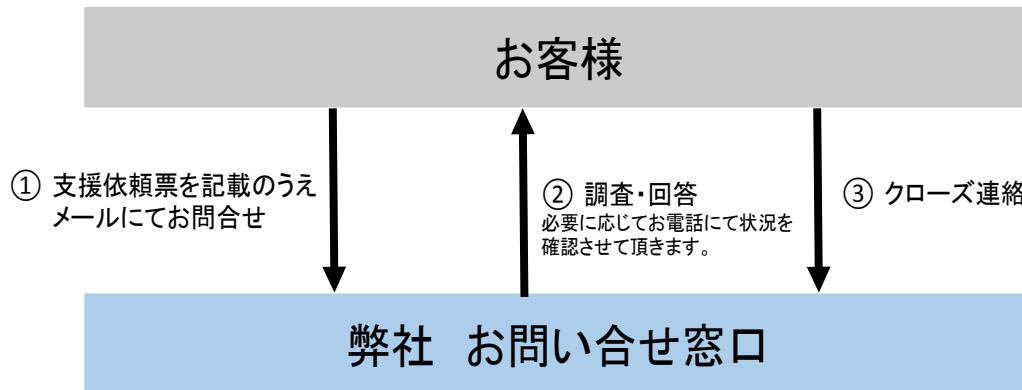 お客様
① 支援依頼票を記載のうえ
メールにてお問合せ
② 調査・回答
必要に応じてお電話にて状況を
確認させて頂きます。
③ クローズ連絡
弊社 お問い合せ窓口